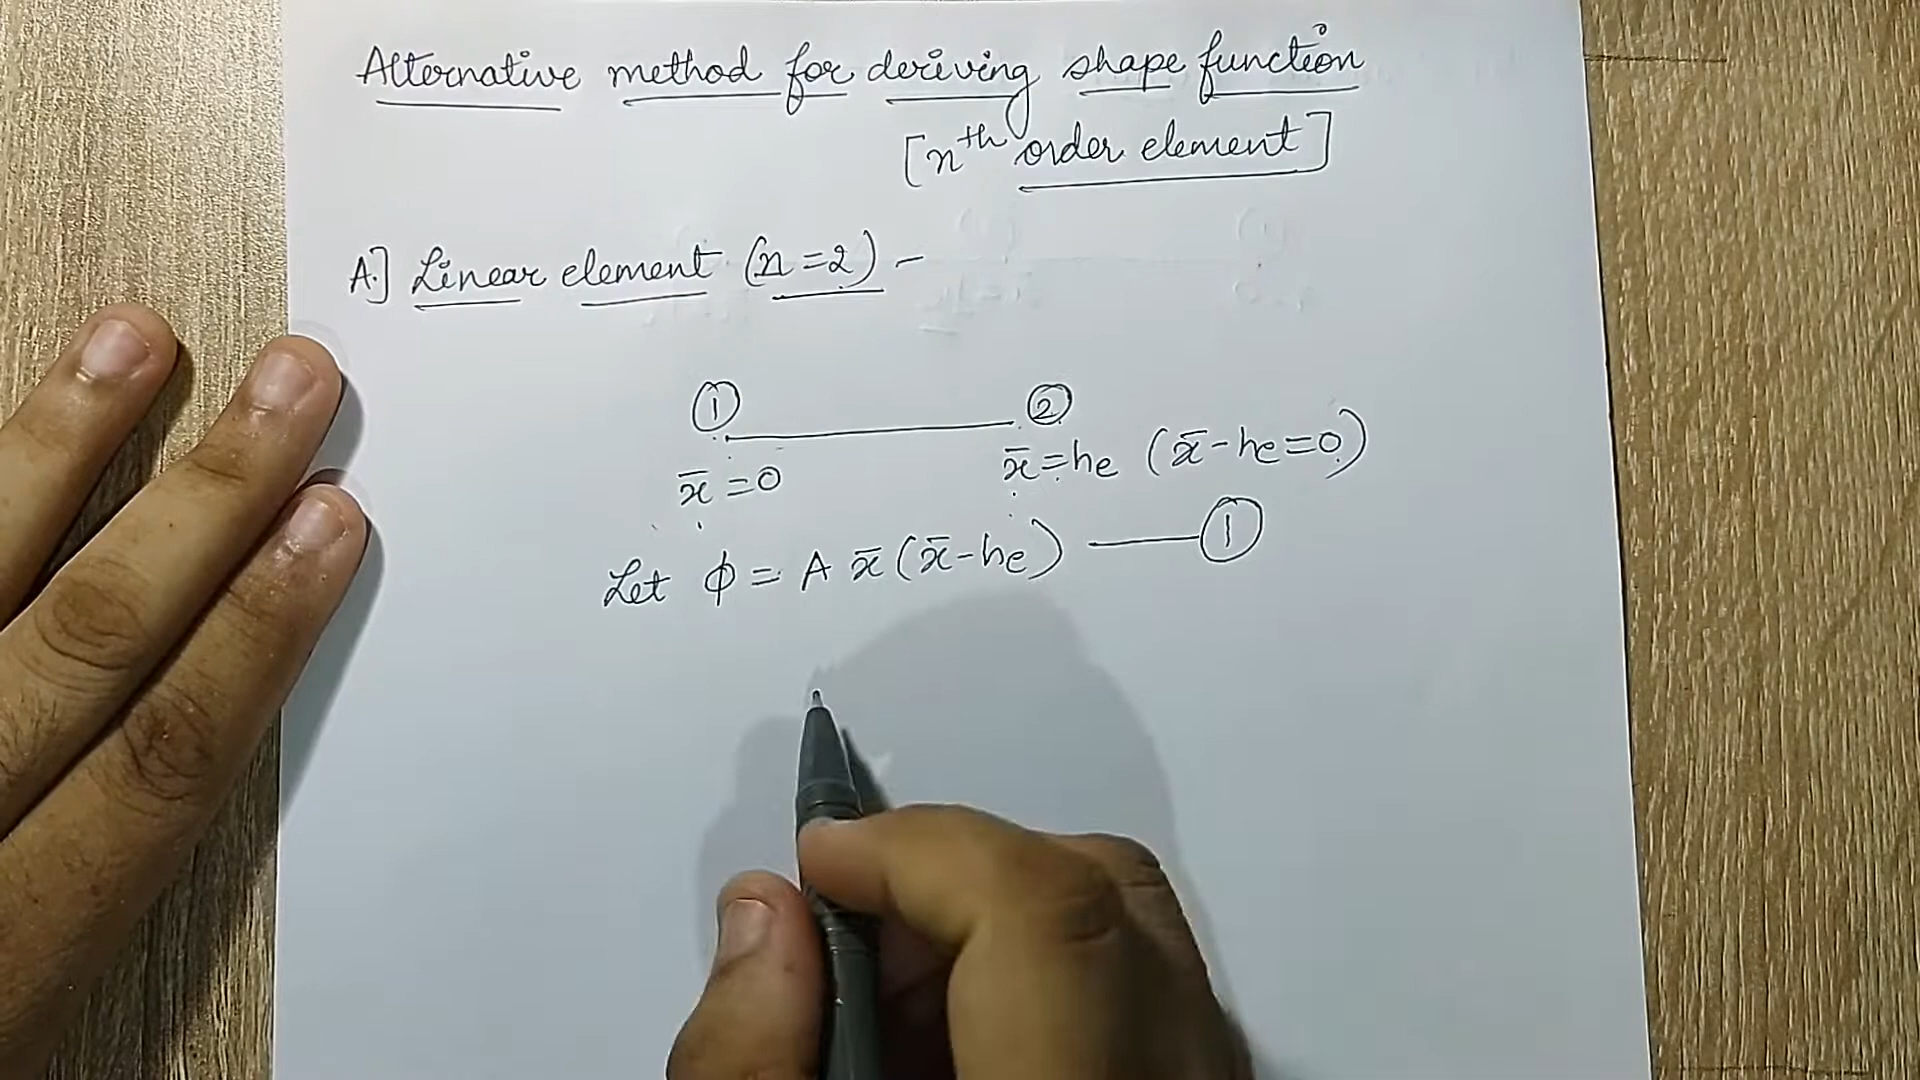 Alternative method for deriving shape function
[nᵗʰ order element]
A.] Linear element (n=2) -
① ②
x̄=0 x̄=he (x̄-he=0)
Let ϕ = A x̄(x̄-he) —— ①